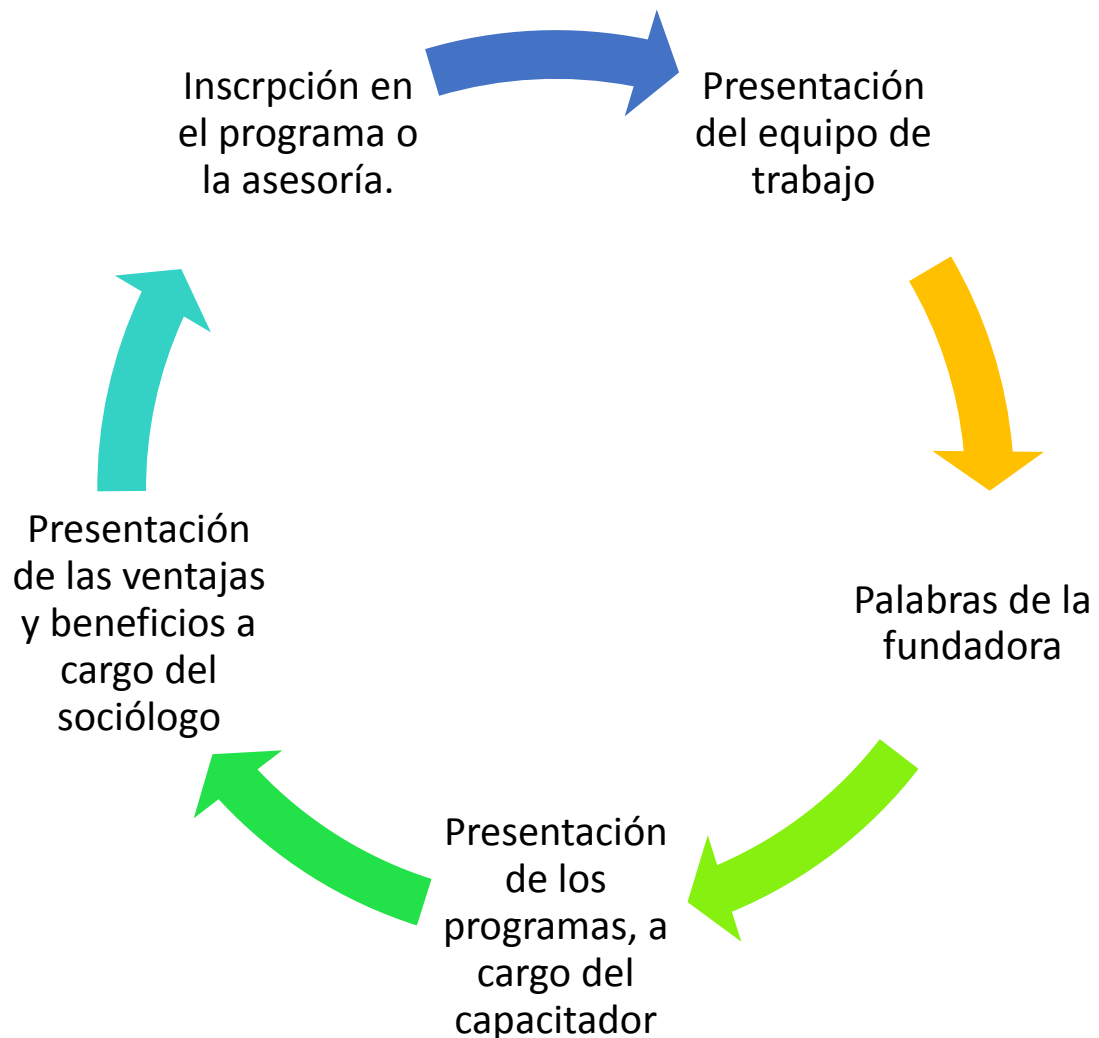 Inscrpción en
el programa o
la asesoría.
Presentación
del equipo de
trabajo
Palabras de la
fundadora
Presentación
de los
programas, a
cargo del
capacitador
Presentación
de las ventajas
y beneficios a
cargo del
sociólogo